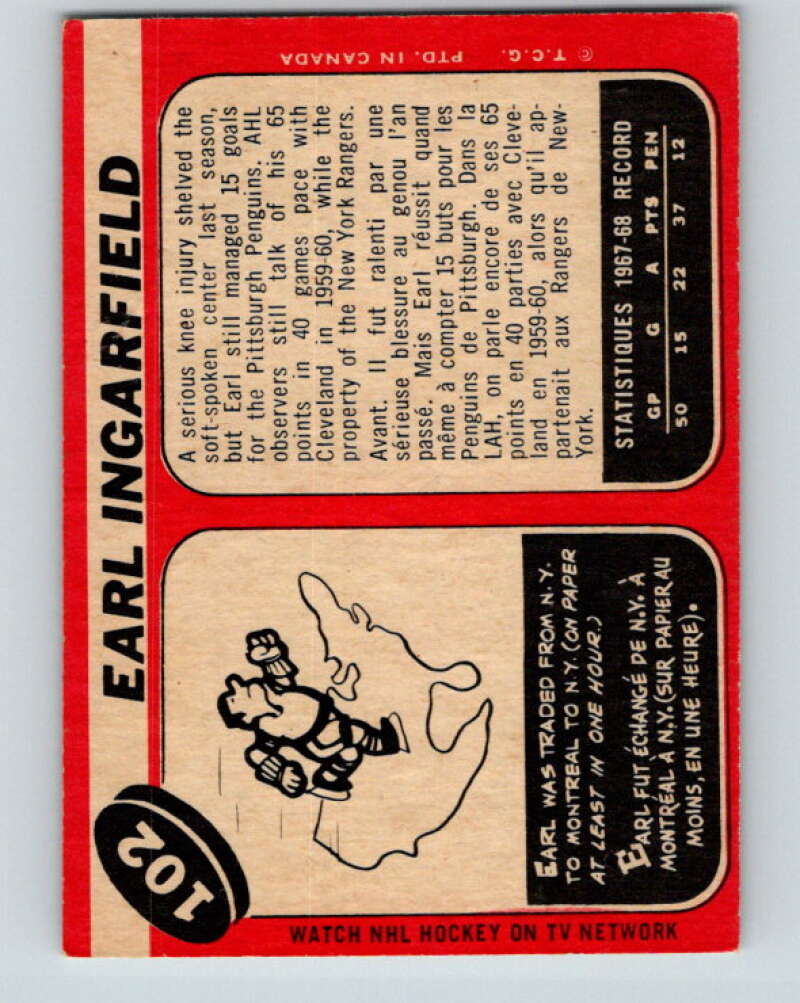 102
EARL INGARFIELD
EARL WAS TRADED FROM N.Y.
TO MONTREAL TO N.Y. (ON PAPER
AT LEAST IN ONE HOUR.)
EARL FUT ÉCHANGÉ DE N.Y. À
MONTRÉAL À N.Y. (SUR PAPIER AU
MOINS, EN UNE HEURE).
WATCH NHL HOCKEY ON TV NETWORK
A serious knee injury shelved the
soft-spoken center last season,
but Earl still managed 15 goals
for the Pittsburgh Penguins. AHL
observers still talk of his 65
points in 40 games pace with
Cleveland in 1959-60, while the
property of the New York Rangers.
Avant. Il fut ralenti par une
sérieuse blessure au genou l'an
passé. Mais Earl réussit quand
même à compter 15 buts pour les
Penguins de Pittsburgh. Dans la
LAH, on parle encore de ses 65
points en 40 parties avec Cleve-
land en 1959-60, alors qu'il ap-
partenait aux Rangers de New-
York.
STATISTIQUES 1967-68 RECORD
GP G A PTS PEN
50 15 22 37 12
© T.C.G. PTD. IN CANADA